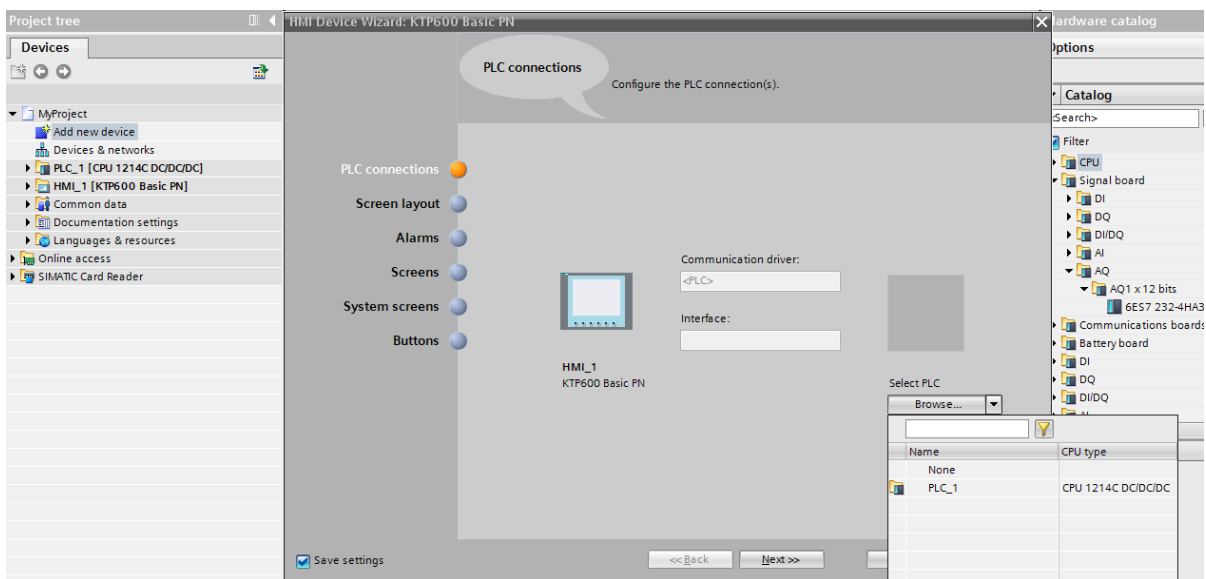 Project tree
Devices
MyProject
Add new device
Devices & networks
PLC_1 [CPU 1214C DC/DC/DC]
HMI_1 [KTP600 Basic PN]
Common data
Documentation settings
Languages & resources
Online access
SIMATIC Card Reader
HMI Device Wizard: KTP600 Basic PN
PLC connections
Configure the PLC connection(s).
PLC connections
Screen layout
Alarms
Screens
System screens
Buttons
HMI_1
KTP600 Basic PN
Communication driver:
<PLC>
Interface:
Select PLC
Browse...
Name CPU type
None
PLC_1 CPU 1214C DC/DC/DC
Save settings
<< Back
Next >>
ardware catalog
Options
Catalog
<Search>
Filter
CPU
Signal board
DI
DQ
DI/DQ
AI
AQ
AQ1 x 12 bits
6ES7 232-4HA3
Communications boards
Battery board
DI
DQ
DI/DQ